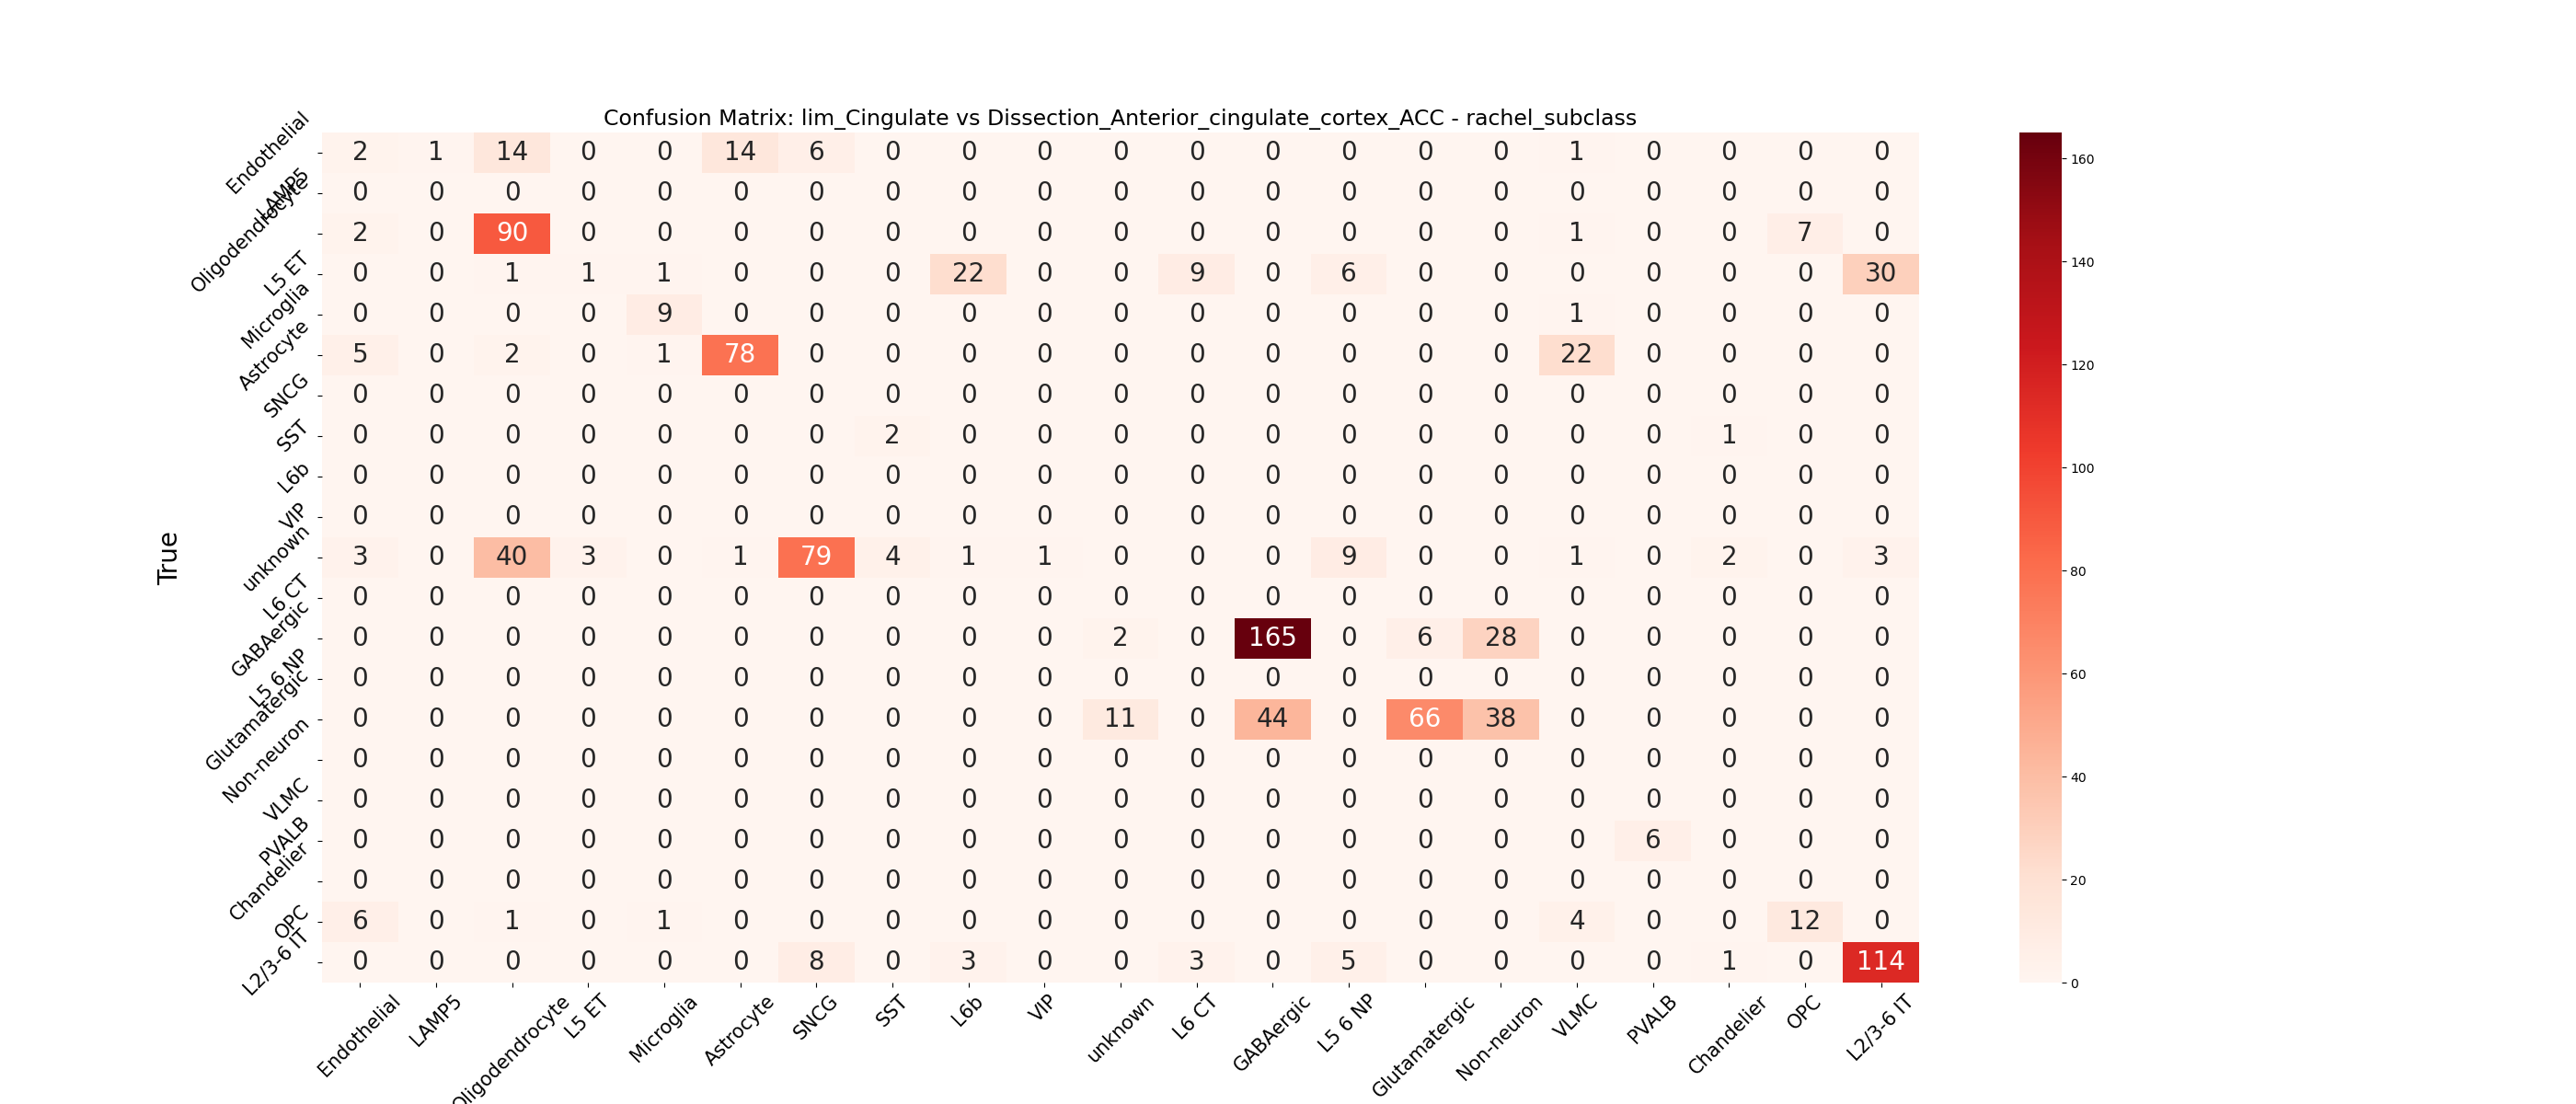 Confusion Matrix: lim_Cingulate vs Dissection_Anterior_cingulate_cortex_ACC - rachel_subclass
True
Endothelial 2 1 14 0 0 14 6 0 0 0 0 0 0 0 0 0 1 0 0 0 0
LAMP5 0 0 0 0 0 0 0 0 0 0 0 0 0 0 0 0 0 0 0 0 0
Oligodendrocyte 2 0 90 0 0 0 0 0 0 0 0 0 0 0 0 0 1 0 0 7 0
L5 ET 0 0 1 1 1 0 0 0 22 0 0 9 0 6 0 0 0 0 0 0 30
Microglia 0 0 0 0 9 0 0 0 0 0 0 0 0 0 0 0 1 0 0 0 0
Astrocyte 5 0 2 0 1 78 0 0 0 0 0 0 0 0 0 0 22 0 0 0 0
SNCG 0 0 0 0 0 0 0 0 0 0 0 0 0 0 0 0 0 0 0 0 0
SST 0 0 0 0 0 0 0 2 0 0 0 0 0 0 0 0 0 0 1 0 0
L6b 0 0 0 0 0 0 0 0 0 0 0 0 0 0 0 0 0 0 0 0 0
VIP 0 0 0 0 0 0 0 0 0 0 0 0 0 0 0 0 0 0 0 0 0
unknown 3 0 40 3 0 1 79 4 1 1 0 0 0 9 0 0 1 0 2 0 3
L6 CT 0 0 0 0 0 0 0 0 0 0 0 0 0 0 0 0 0 0 0 0 0
GABAergic 0 0 0 0 0 0 0 0 0 0 2 0 165 0 6 28 0 0 0 0 0
L5 6 NP 0 0 0 0 0 0 0 0 0 0 0 0 0 0 0 0 0 0 0 0 0
Glutamatergic 0 0 0 0 0 0 0 0 0 0 11 0 44 0 66 38 0 0 0 0 0
Non-neuron 0 0 0 0 0 0 0 0 0 0 0 0 0 0 0 0 0 0 0 0 0
VLMC 0 0 0 0 0 0 0 0 0 0 0 0 0 0 0 0 0 0 0 0 0
PVALB 0 0 0 0 0 0 0 0 0 0 0 0 0 0 0 0 0 6 0 0 0
Chandelier 0 0 0 0 0 0 0 0 0 0 0 0 0 0 0 0 0 0 0 0 0
OPC 6 0 1 0 1 0 0 0 0 0 0 0 0 0 0 0 4 0 0 12 0
L2/3-6 IT 0 0 0 0 0 0 8 0 3 0 0 3 0 5 0 0 0 0 1 0 114
Endothelial LAMP5 Oligodendrocyte L5 ET Microglia Astrocyte SNCG SST L6b VIP unknown L6 CT GABAergic L5 6 NP Glutamatergic Non-neuron VLMC PVALB Chandelier OPC L2/3-6 IT
160
140
120
100
80
60
40
20
0